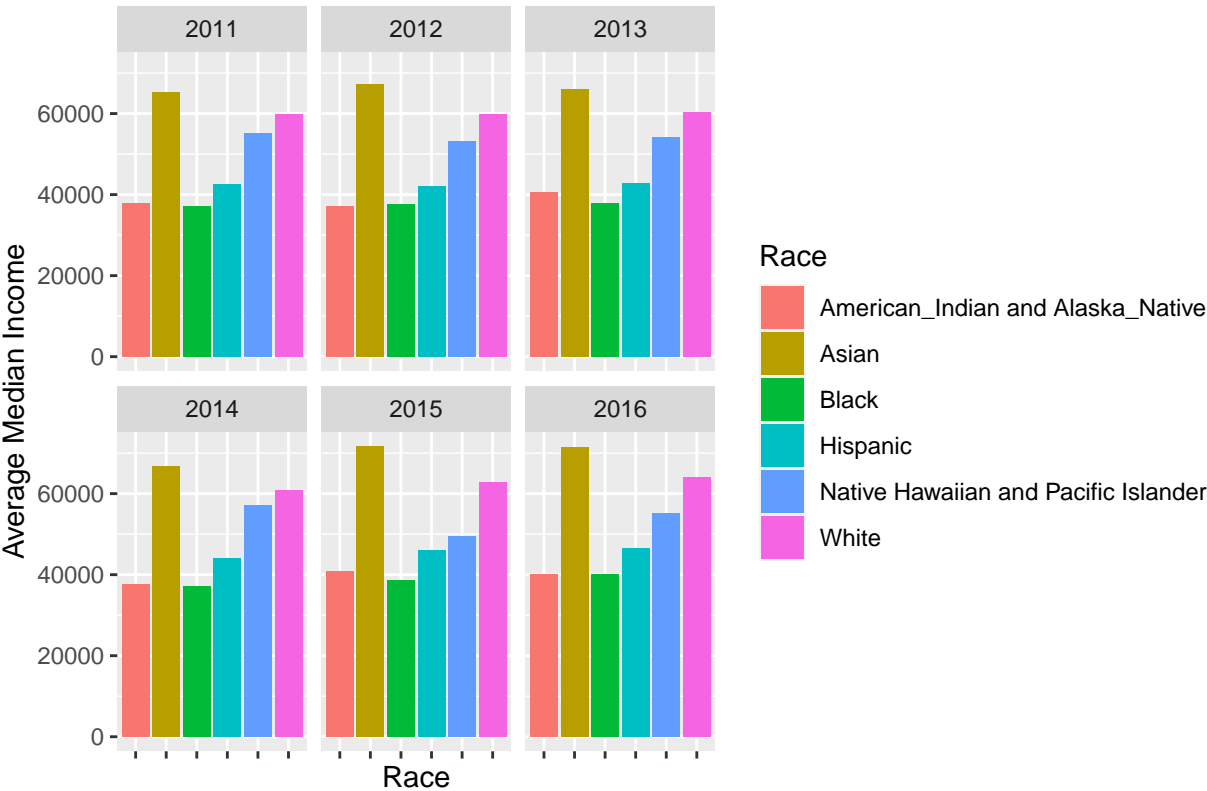 2011
2012
2013
60000
40000
20000
0
2014
2015
2016
60000
40000
20000
0
Average Median Income
Race
Race
American_Indian and Alaska_Native
Asian
Black
Hispanic
Native Hawaiian and Pacific Islander
White